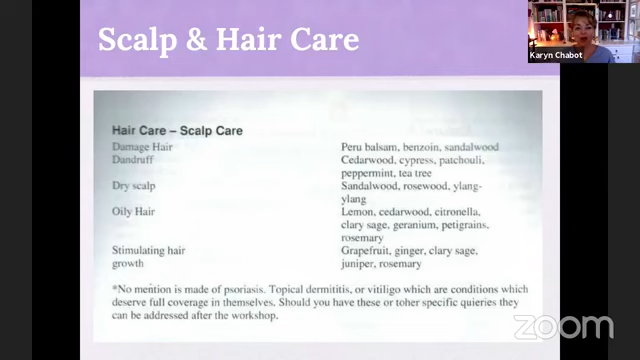 Scalp & Hair Care
Karyn Chabot
Hair Care – Scalp Care
Damage Hair Peru balsam, benzoin, sandalwood
Dandruff Cedarwood, cypress, patchouli,
peppermint, tea tree
Dry scalp Sandalwood, rosewood, ylang-
ylang
Oily Hair Lemon, cedarwood, citronella,
clary sage, geranium, petigrains,
rosemary
Stimulating hair Grapefruit, ginger, clary sage,
growth juniper, rosemary
*No mention is made of psoriasis. Topical dermititis, or vitiligo which are conditions which
deserve full coverage in themselves. Should you have these or toher specific quieries they
can be addressed after the workshop.
zoom